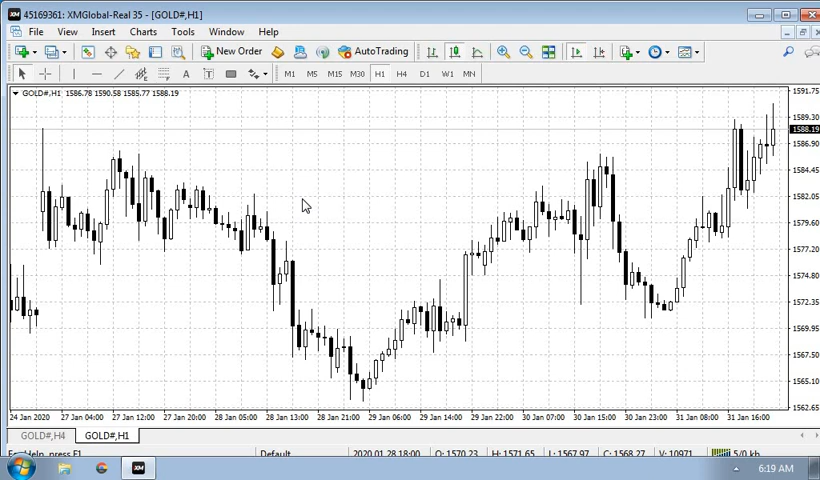 XM 45169361: XMGlobal-Real 35 - [GOLD#,H1]
File View Insert Charts Tools Window Help
New Order AutoTrading
A T M1 M5 M15 M30 H1 H4 D1 W1 MN
GOLD#,H1 1586.78 1590.58 1585.77 1588.19
1591.75
1589.30
1588.19
1586.90
1584.45
1582.05
1579.60
1577.20
1574.80
1572.35
1569.95
1567.50
1565.10
1562.65
24 Jan 2020 27 Jan 04:00 27 Jan 12:00 27 Jan 20:00 28 Jan 05:00 28 Jan 13:00 28 Jan 21:00 29 Jan 06:00 29 Jan 14:00 29 Jan 22:00 30 Jan 07:00 30 Jan 15:00 30 Jan 23:00 31 Jan 08:00 31 Jan 16:00
GOLD#,H4 GOLD#,H1
For Help, press F1 Default 2020.01.28 18:00 O: 1570.23 H: 1571.65 L: 1567.97 C: 1568.27 V: 10971 5/0 kb
XM 6:19 AM